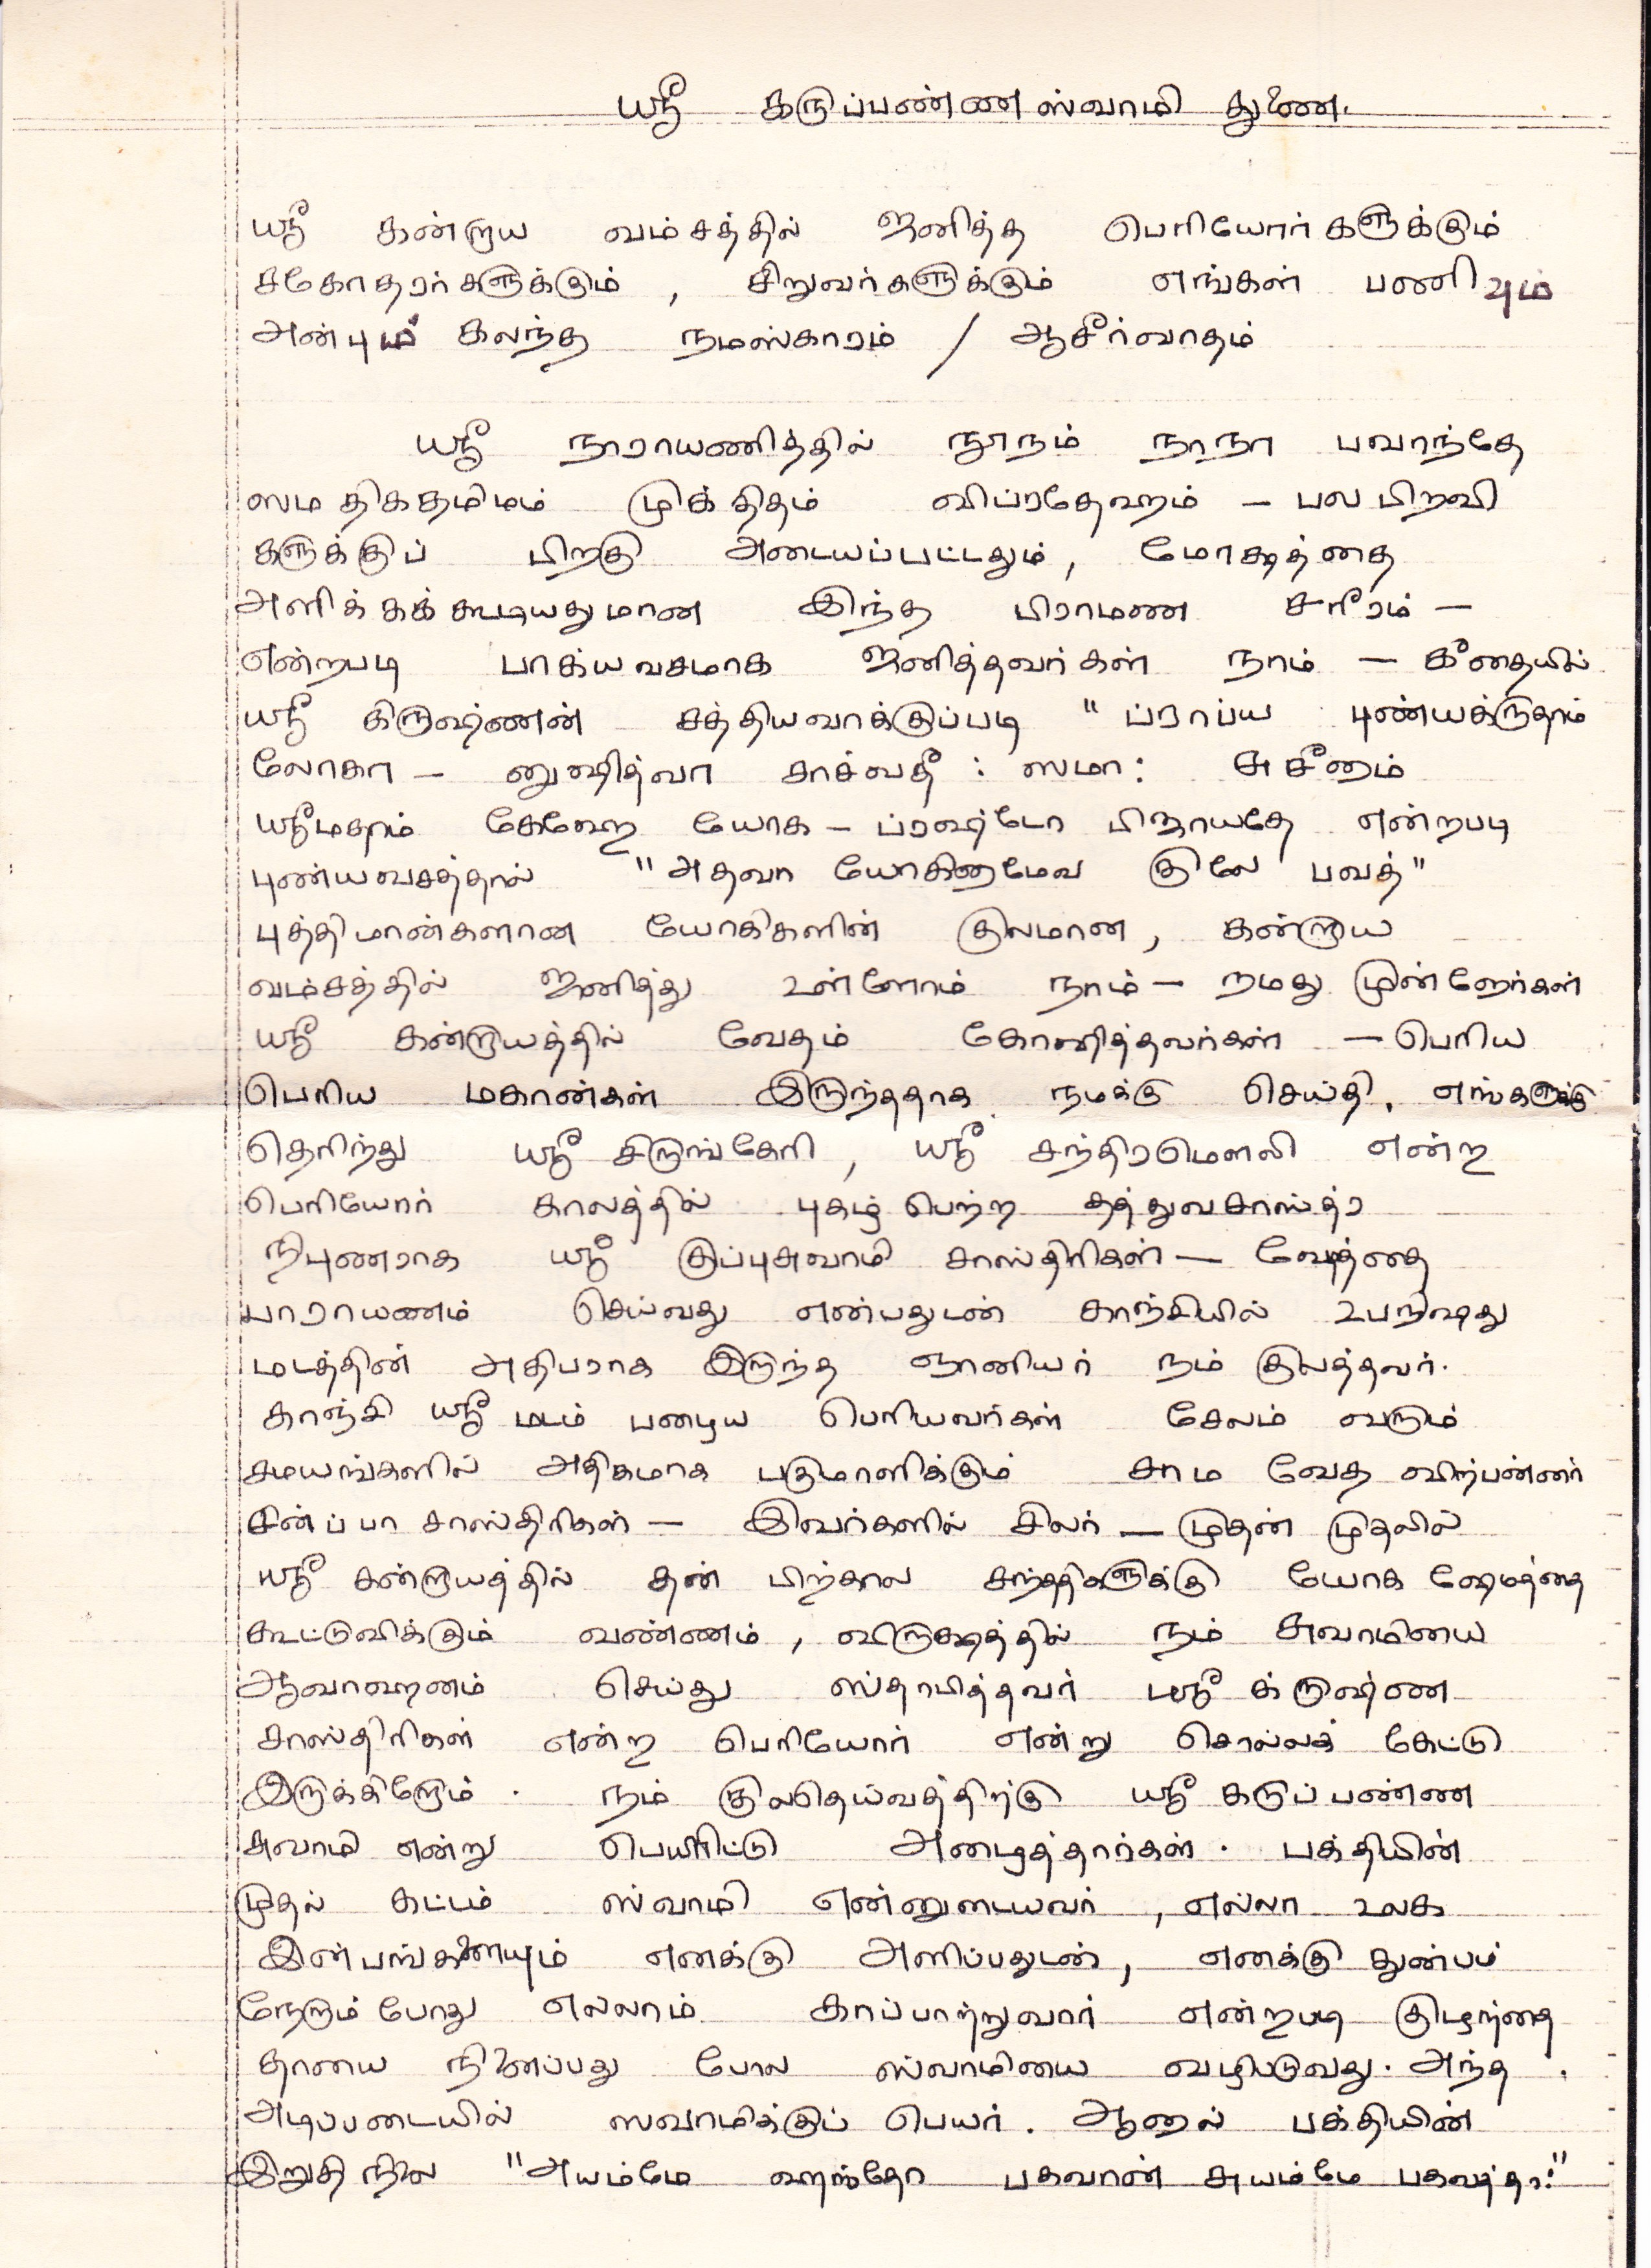 ஸ்ரீ கருப்பண்ணஸ்வாமி துணை.
ஸ்ரீ கன்றாய வம்சத்தில் ஜனித்த பெரியோர்களுக்கும்
சகோதரர்களுக்கும் , சிறுவர்களுக்கும் எங்கள் பணிவும்
அன்பும் கலந்த நமஸ்காரம் / ஆசீர்வாதம்
ஸ்ரீ நாராயணித்தில் நூநம் நாநா பவாந்தே
ஸமதிகதமிமம் முக்திதம் விப்ரதேஹம் - பல பிறவி
களுக்குப் பிறகு அடையப்பட்டதும், மோக்ஷத்தை
அளிக்கக்கூடியதுமான இந்த பிராமண சரீரம் -
என்றபடி பாக்யவசமாக ஜனித்தவர்கள் நாம் - கீதையில்
ஸ்ரீ கிருஷ்ணன் சத்தியவாக்குப்படி " ப்ராப்ய புண்யக்ருதாம்
லோகா - னுஷித்வா சாச்வதீ : ஸமா: சுசீனாம்
ஸ்ரீமதாம் கேஹே யோக - ப்ரஷ்டோ பிஜாயதே என்றபடி
புண்யவசத்தால் "அதவா யோகினாமேவ குலே பவத்"
புத்திமான்களான யோகிகளின் குலமான, கன்றாய
வம்சத்தில் ஜனித்து உள்ளோம் நாம் - நமது முன்னோர்கள்
ஸ்ரீ கன்றாயத்தில் வேதம் கோஷித்தவர்கள் - பெரிய
பெரிய மகான்கள் இருந்ததாக நமக்கு செய்தி. எங்களுக்கு
தெரிந்து ஸ்ரீ சிருங்கேரி , ஸ்ரீ சந்திரமௌலி என்ற
பெரியோர் காலத்தில் புகழ் பெற்ற தத்துவசாஸ்த்ர
நிபுணராக ஸ்ரீ குப்புசுவாமி சாஸ்திரிகள் - வேதத்தை
பாராயணம் செய்வது என்பதுடன் காஞ்சியில் உபநிஷது
மடத்தின் அதிபராக இருந்த ஞானியர் நம் குலத்தவர்.
காஞ்சி ஸ்ரீ மடம் பழைய பெரியவர்கள் சேலம் வரும்
சமயங்களில் அதிகமாக பகுமானிக்கும் சாம வேத விற்பன்னர்
சின்ப்பா சாஸ்திரிகள் - இவர்களில் சிலர் - முதன் முதலில்
ஸ்ரீ கன்றாயத்தில் தன் பிற்கால சந்ததிகளுக்கு யோக ஷேமத்தை
கூட்டுவிக்கும் வண்ணம் , விருக்ஷத்தில் நம் சுவாமியை
ஆவாஹனம் செய்து ஸ்தாபித்தவர் ஸ்ரீ க்ருஷ்ண
சாஸ்திரிகள் என்ற பெரியோர் என்று சொல்லக் கேட்டு
இருக்கிறோம் . நம் குலதெய்வத்திற்கு ஸ்ரீ கருப்பண்ண
சுவாமி என்று பெயரிட்டு அழைத்தார்கள் . பக்தியின்
முதல் கட்டம் ஸ்வாமி என்னுடையவர் , எல்லா உலக
இன்பங்களையும் எனக்கு அளிப்பதுடன் , எனக்கு துன்பம்
நேரும் போது எல்லாம் காப்பாற்றுவார் என்றபடி குழந்தை
தாயை நினைப்பது போல ஸ்வாமியை வழிபடுவது . அந்த
அடிப்படையில் ஸவாமிக்குப் பெயர் . ஆனால் பக்தியின்
இறுதி நிலை "அயம்மே ஹஸ்தோ பகவான் அயம்மே பகவத்தர:"